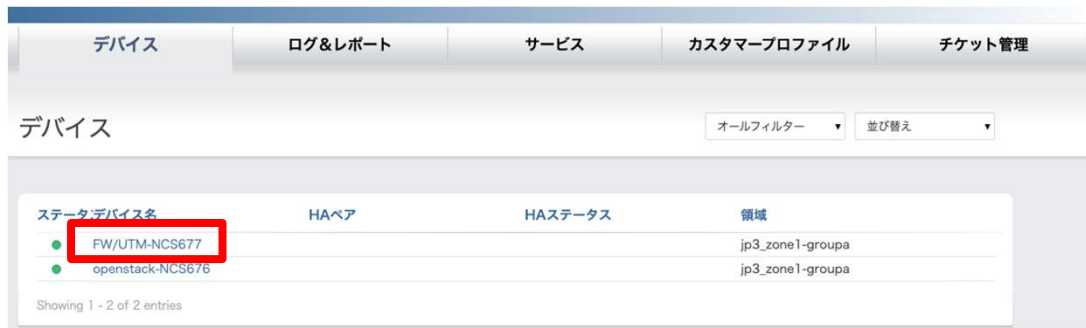 デバイス ログ&レポート サービス カスタマープロファイル チケット管理
デバイス オールフィルター 並び替え
ステータ デバイス名 HAペア HAステータス 領域
FW/UTM-NCS677 jp3_zone1-groupa
openstack-NCS676 jp3_zone1-groupa
Showing 1 - 2 of 2 entries